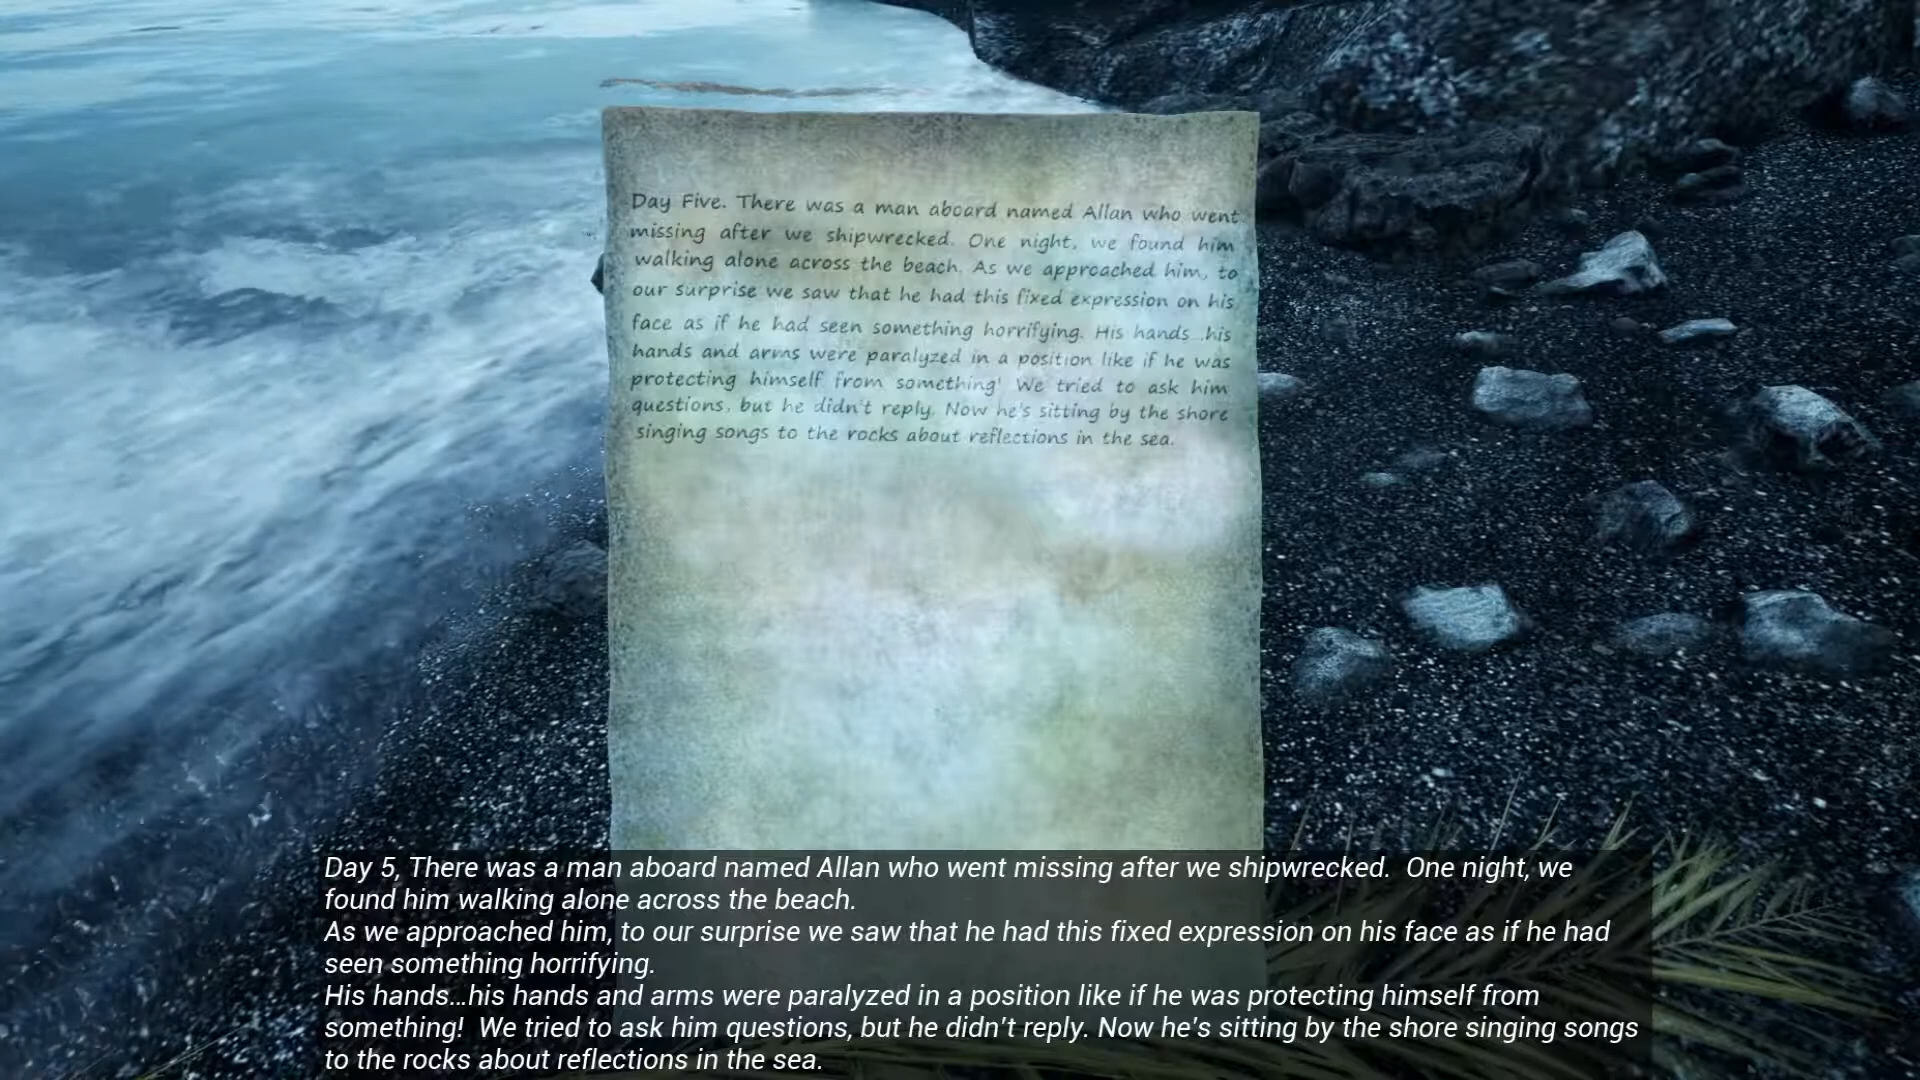 Day Five. There was a man aboard named Allan who went
missing after we shipwrecked. One night, we found him
walking alone across the beach. As we approached him, to
our surprise we saw that he had this fixed expression on his
face as if he had seen something horrifying. His hands...his
hands and arms were paralyzed in a position like if he was
protecting himself from something! We tried to ask him
questions, but he didn't reply. Now he's sitting by the shore
singing songs to the rocks about reflections in the sea.
Day 5, There was a man aboard named Allan who went missing after we shipwrecked.  One night, we
found him walking alone across the beach.
As we approached him, to our surprise we saw that he had this fixed expression on his face as if he had
seen something horrifying.
His hands...his hands and arms were paralyzed in a position like if he was protecting himself from
something!  We tried to ask him questions, but he didn't reply. Now he's sitting by the shore singing songs
to the rocks about reflections in the sea.